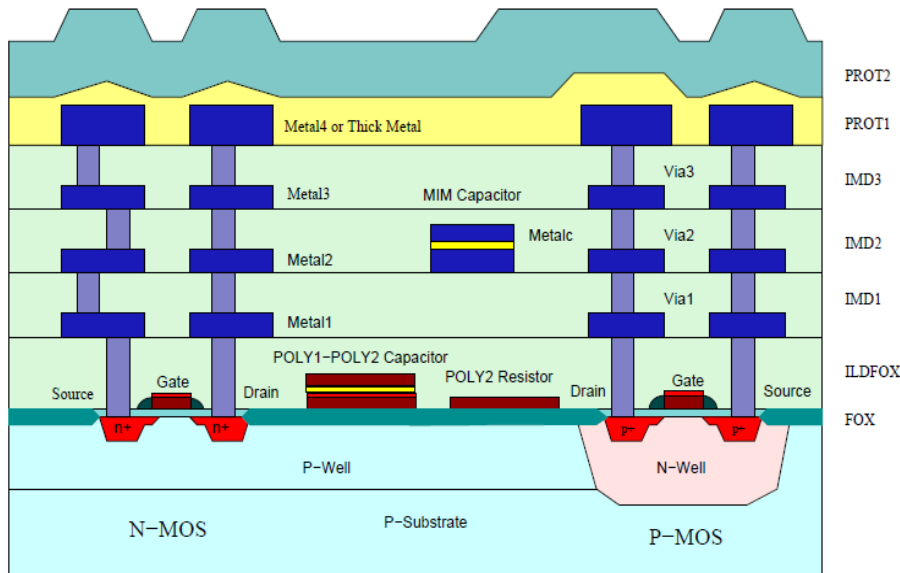 PROT2
PROT1
Metal4 or Thick Metal
Via3
IMD3
Metal3
MIM Capacitor
Metalc
Via2
IMD2
Metal2
Via1
IMD1
Metal1
POLY1-POLY2 Capacitor
ILDFOX
Source
Gate
Drain
POLY2 Resistor
Drain
Gate
Source
FOX
n+
n+
p+
p+
P-Well
N-Well
N-MOS
P-Substrate
P-MOS